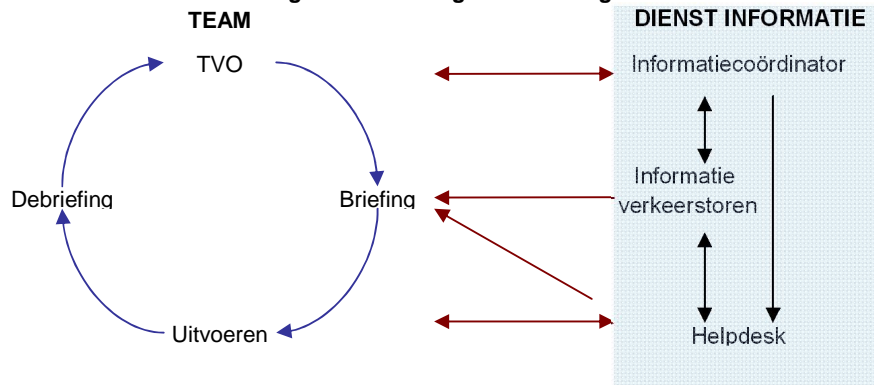 TEAM
DIENST INFORMATIE
TVO
Informatiecoördinator
Debriefing
Briefing
Informatie
verkeerstoren
Uitvoeren
Helpdesk